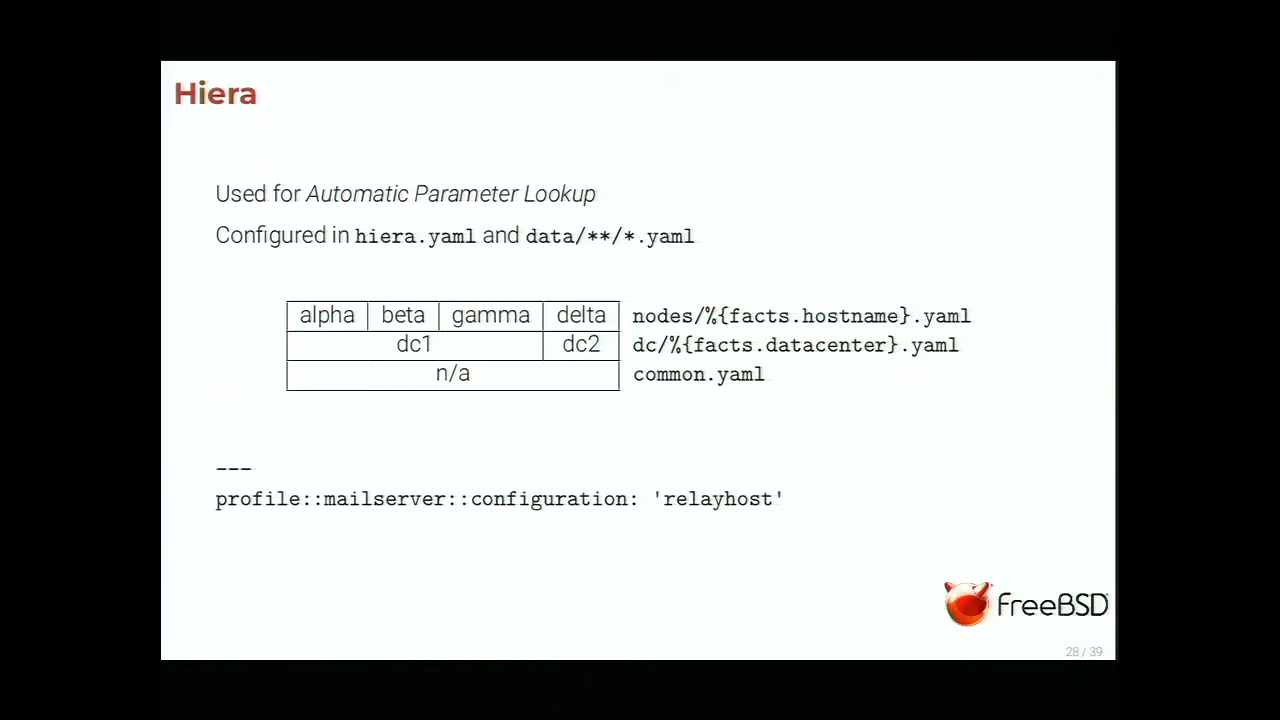 Hiera
Used for Automatic Parameter Lookup
Configured in hiera.yaml and data/**/*.yaml
alpha beta gamma delta nodes/%{facts.hostname}.yaml
dc1 dc2 dc/%{facts.datacenter}.yaml
n/a common.yaml
---
profile::mailserver::configuration: 'relayhost'
FreeBSD
28 / 39